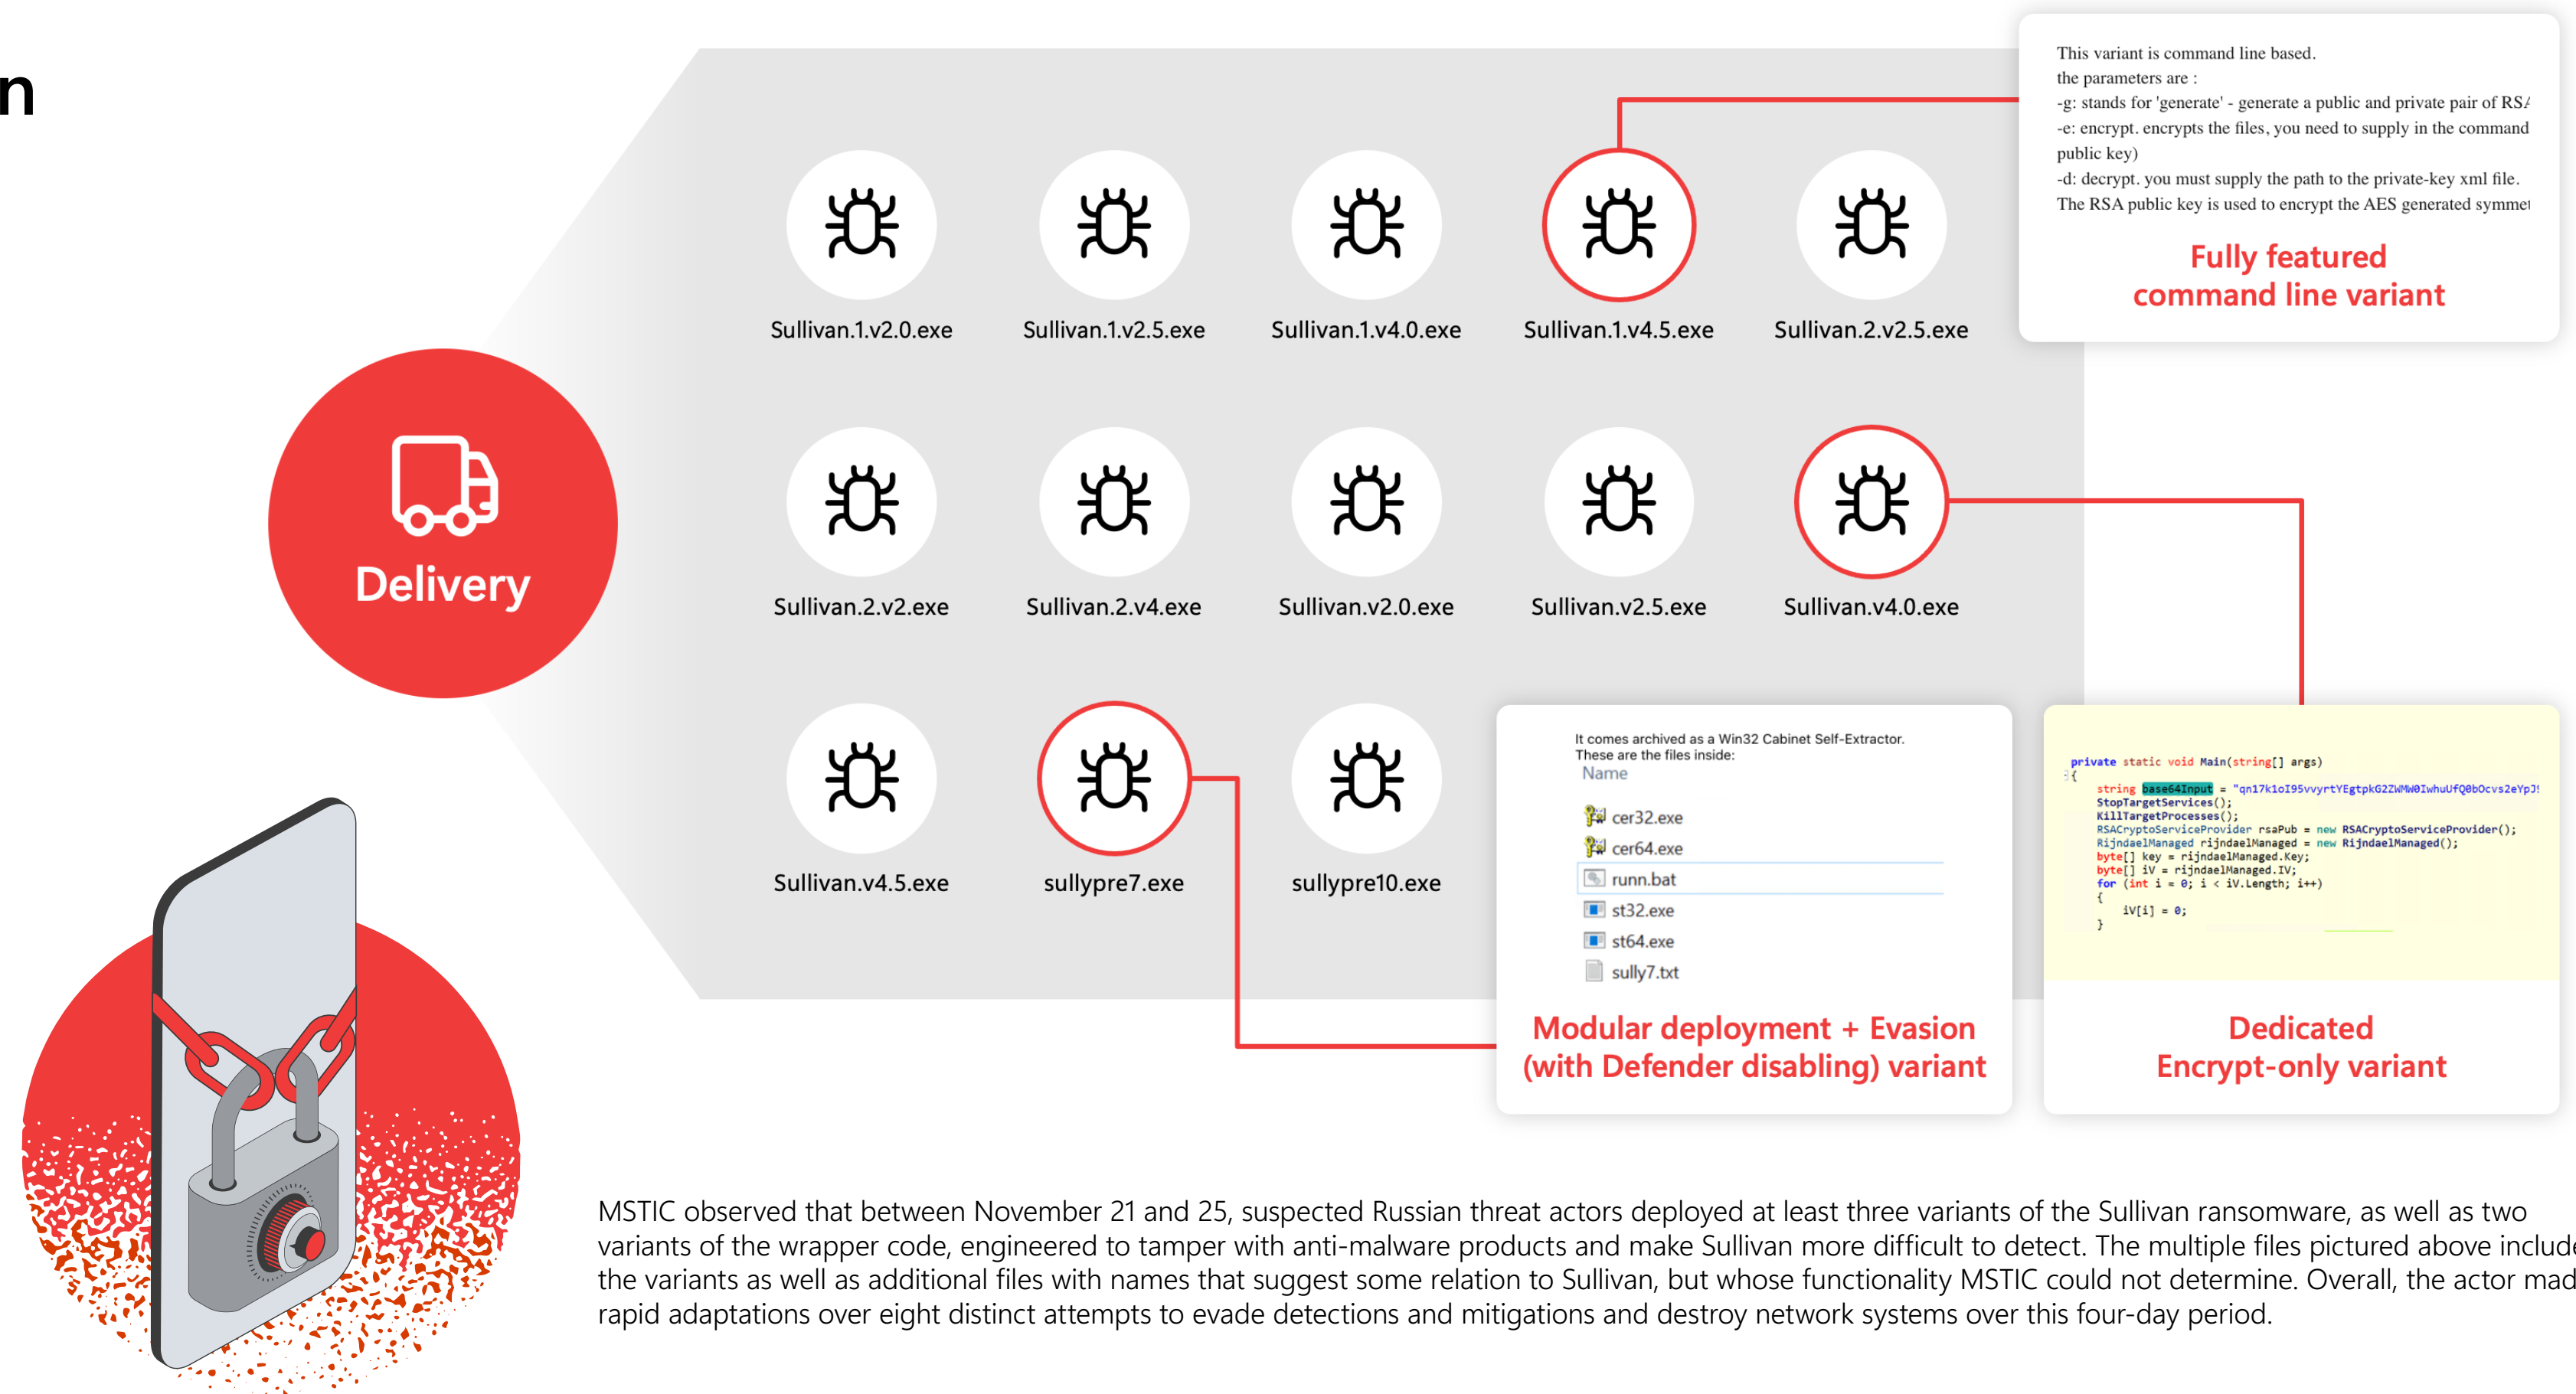 n
This variant is command line based.
the parameters are :
-g: stands for 'generate' - generate a public and private pair of RSA
-e: encrypt. encrypts the files, you need to supply in the command
public key)
-d: decrypt. you must supply the path to the private-key xml file.
The RSA public key is used to encrypt the AES generated symmet
Fully featured
command line variant
Sullivan.1.v2.0.exe
Sullivan.1.v2.5.exe
Sullivan.1.v4.0.exe
Sullivan.1.v4.5.exe
Sullivan.2.v2.5.exe
Delivery
Sullivan.2.v2.exe
Sullivan.2.v4.exe
Sullivan.v2.0.exe
Sullivan.v2.5.exe
Sullivan.v4.0.exe
Sullivan.v4.5.exe
sullypre7.exe
sullypre10.exe
It comes archived as a Win32 Cabinet Self-Extractor.
These are the files inside:
Name
cer32.exe
cer64.exe
runn.bat
st32.exe
st64.exe
sully7.txt
Modular deployment + Evasion
(with Defender disabling) variant
private static void Main(string[] args)
{
string base64Input =
StopTargetServices();
KillTargetProcesses();
RSACryptoServiceProvider rsaPub = new RSACryptoServiceProvider();
RijndaelManaged rijndaelManaged = new RijndaelManaged();
byte[] key = rijndaelManaged.Key;
byte[] iV = rijndaelManaged.IV;
for (int i = 0; i < iV.Length; i++)
{
iV[i] = 0;
}
Dedicated
Encrypt-only variant
MSTIC observed that between November 21 and 25, suspected Russian threat actors deployed at least three variants of the Sullivan ransomware, as well as two
variants of the wrapper code, engineered to tamper with anti-malware products and make Sullivan more difficult to detect. The multiple files pictured above include
the variants as well as additional files with names that suggest some relation to Sullivan, but whose functionality MSTIC could not determine. Overall, the actor mad
rapid adaptations over eight distinct attempts to evade detections and mitigations and destroy network systems over this four-day period.